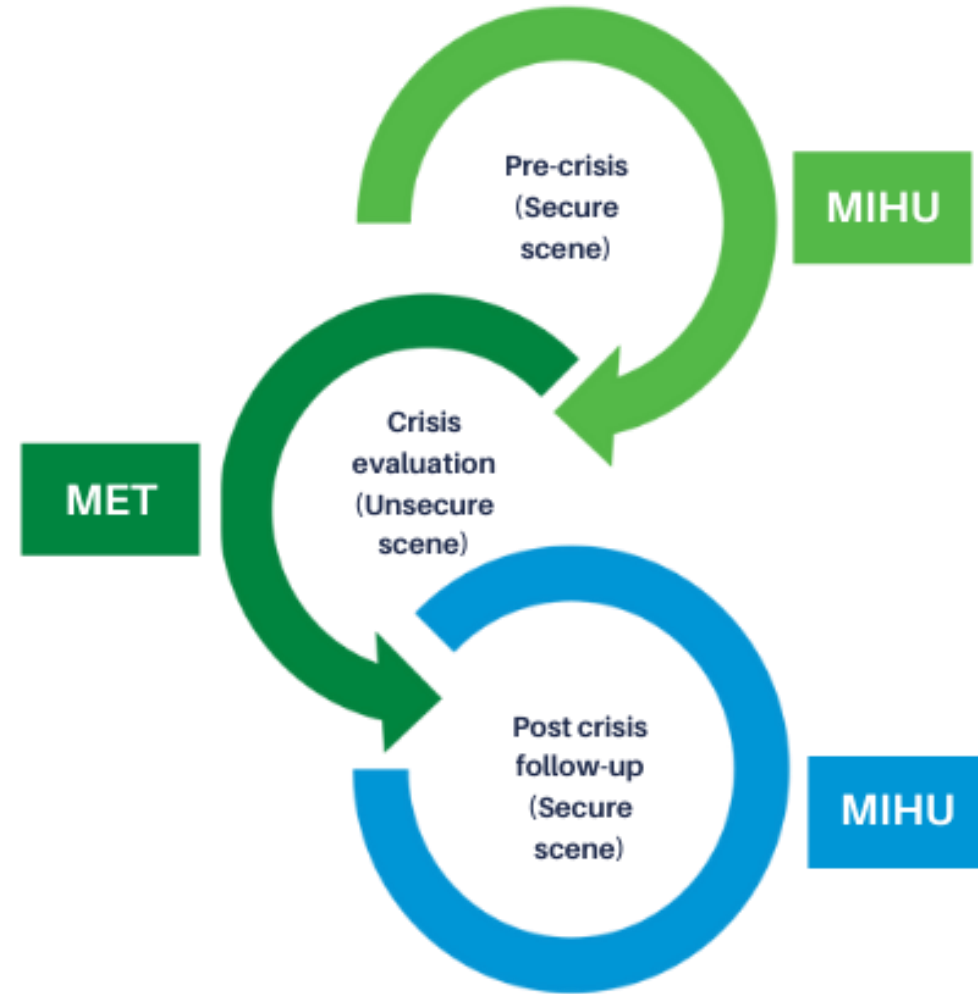 Pre-crisis
(Secure
scene)
MIHU
Crisis
evaluation
(Unsecure
scene)
MET
Post crisis
follow-up
(Secure
scene)
MIHU